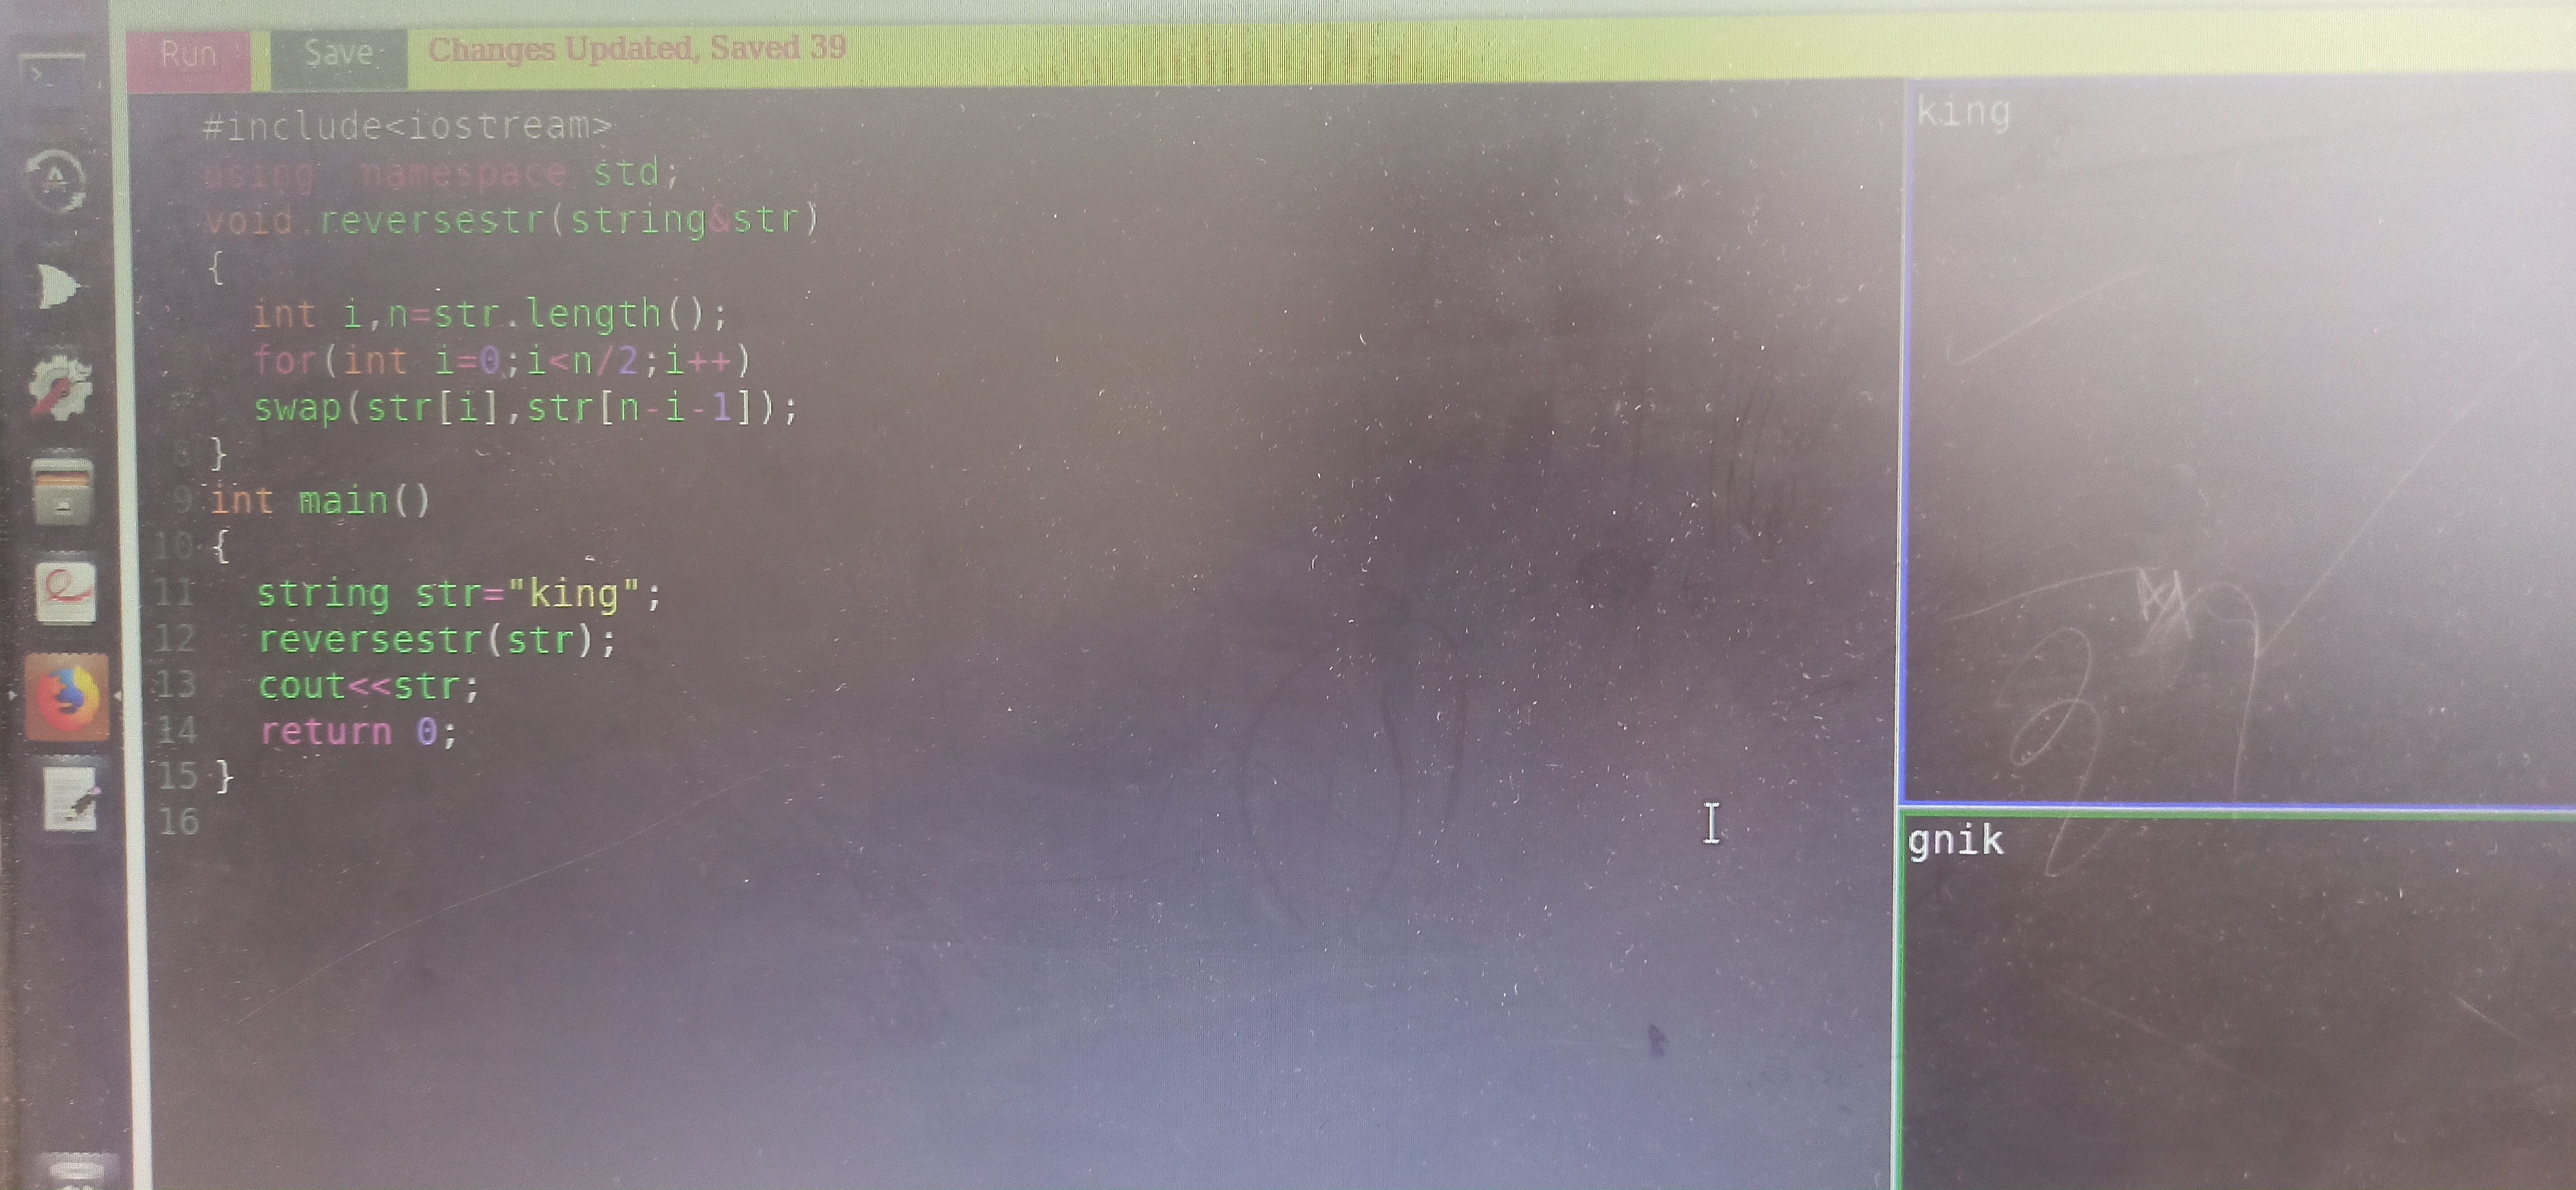 Run Save Changes Updated, Saved 39
#include<iostream>
using namespace std;
void reversestr(string&str)
{
int i,n=str.length();
for(int i=0;i<n/2;i++)
swap(str[i],str[n-i-1]);
8 }
9 int main()
10 {
11 string str="king";
12 reversestr(str);
13 cout<<str;
14 return 0;
15 }
16
king
gnik